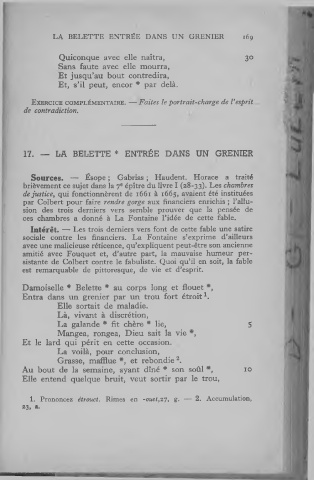 LA BELETTE ENTRÉE DANS UN GRENIER 169
Quiconque avec elle naîtra, 30
Sans faute avec elle mourra,
Et jusqu'au bout contredira,
Et, s'il peut, encor * par delà.
EXERCICE COMPLÉMENTAIRE. — Faites le portrait-charge de l'esprit
de contradiction.
17. — LA BELETTE * ENTRÉE DANS UN GRENIER
Sources. — Ésope ; Gabrias ; Haudent. Horace a traité
brièvement ce sujet dans la 7e épître du livre I (28-33). Les chambres
de justice, qui fonctionnèrent de 1661 à 1665, avaient été instituées
par Colbert pour faire rendre gorge aux financiers enrichis ; l'allu-
sion des trois derniers vers semble prouver que la pensée de
ces chambres a donné à La Fontaine l'idée de cette fable.
Intérêt. — Les trois derniers vers font de cette fable une satire
sociale contre les financiers. La Fontaine s'exprime d'ailleurs
avec une malicieuse réticence, qu'expliquent peut-être son ancienne
amitié avec Fouquet et, d'autre part, la mauvaise humeur per-
sistante de Colbert contre le fabuliste. Quoi qu'il en soit, la fable
est remarquable de pittoresque, de vie et d'esprit.
Damoiselle * Belette * au corps long et flouet *,
Entra dans un grenier par un trou fort étroit 1.
Elle sortait de maladie.
Là, vivant à discrétion,
La galande * fit chère * lie, 5
Mangea, rongea, Dieu sait la vie *,
Et le lard qui périt en cette occasion.
La voilà, pour conclusion,
Grasse, mafflue *, et rebondie 2.
Au bout de la semaine, ayant dîné * son soûl *, 10
Elle entend quelque bruit, veut sortir par le trou,
1. Prononcez étrouet. Rimes en -ouet, 27, g. — 2. Accumulation,
23, a.